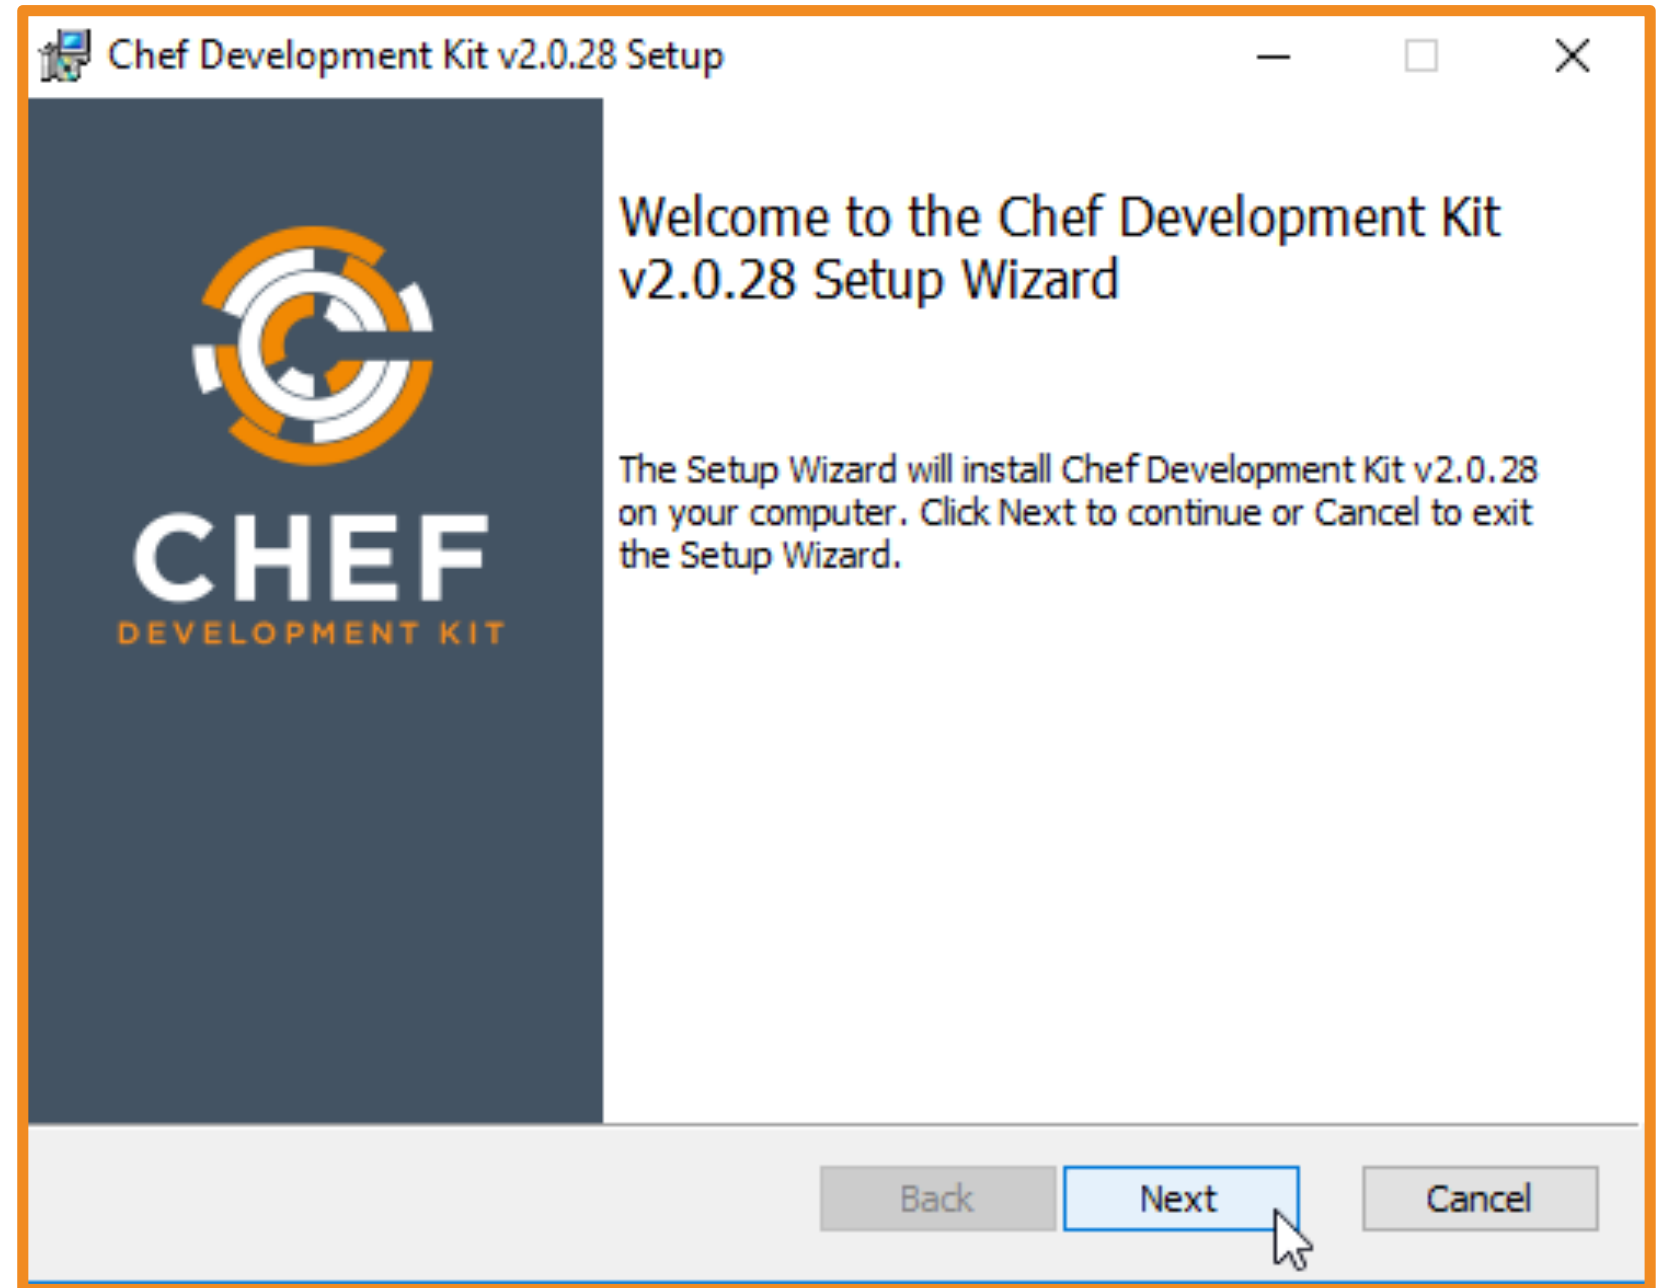 Chef Development Kit v2.0.28 Setup
CHEF
DEVELOPMENT KIT
Welcome to the Chef Development Kit
v2.0.28 Setup Wizard
The Setup Wizard will install Chef Development Kit v2.0.28
on your computer. Click Next to continue or Cancel to exit
the Setup Wizard.
Back
Next
Cancel